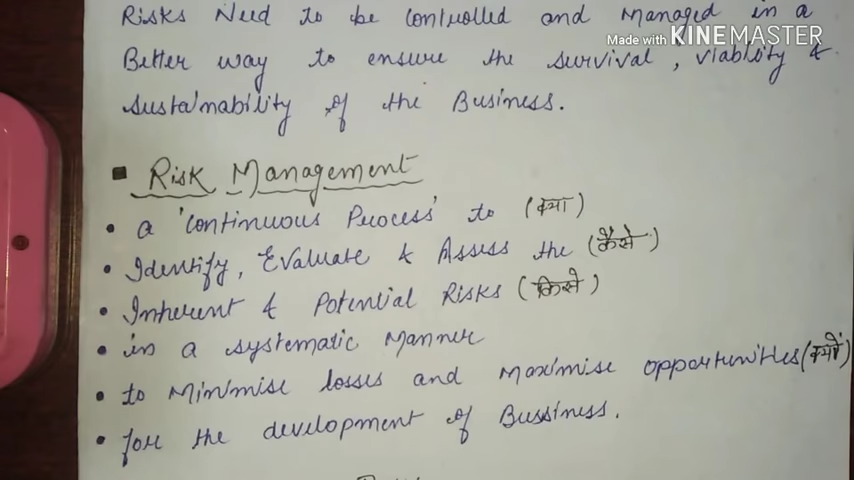 Risks Need to be Controlled and Managed in a
Made with KINEMASTER
Better way to ensure the survival, viablity &
sustainability of the Business.
Risk Management
• a 'Continuous Process' to (क्या)
• Identify, Evaluate & Assess the (कैसे)
• Inherent & Potential Risks (किसे)
• in a systematic Manner
• to Minimise losses and Maximise opportunities (क्यों)
• for the development of Bussiness.